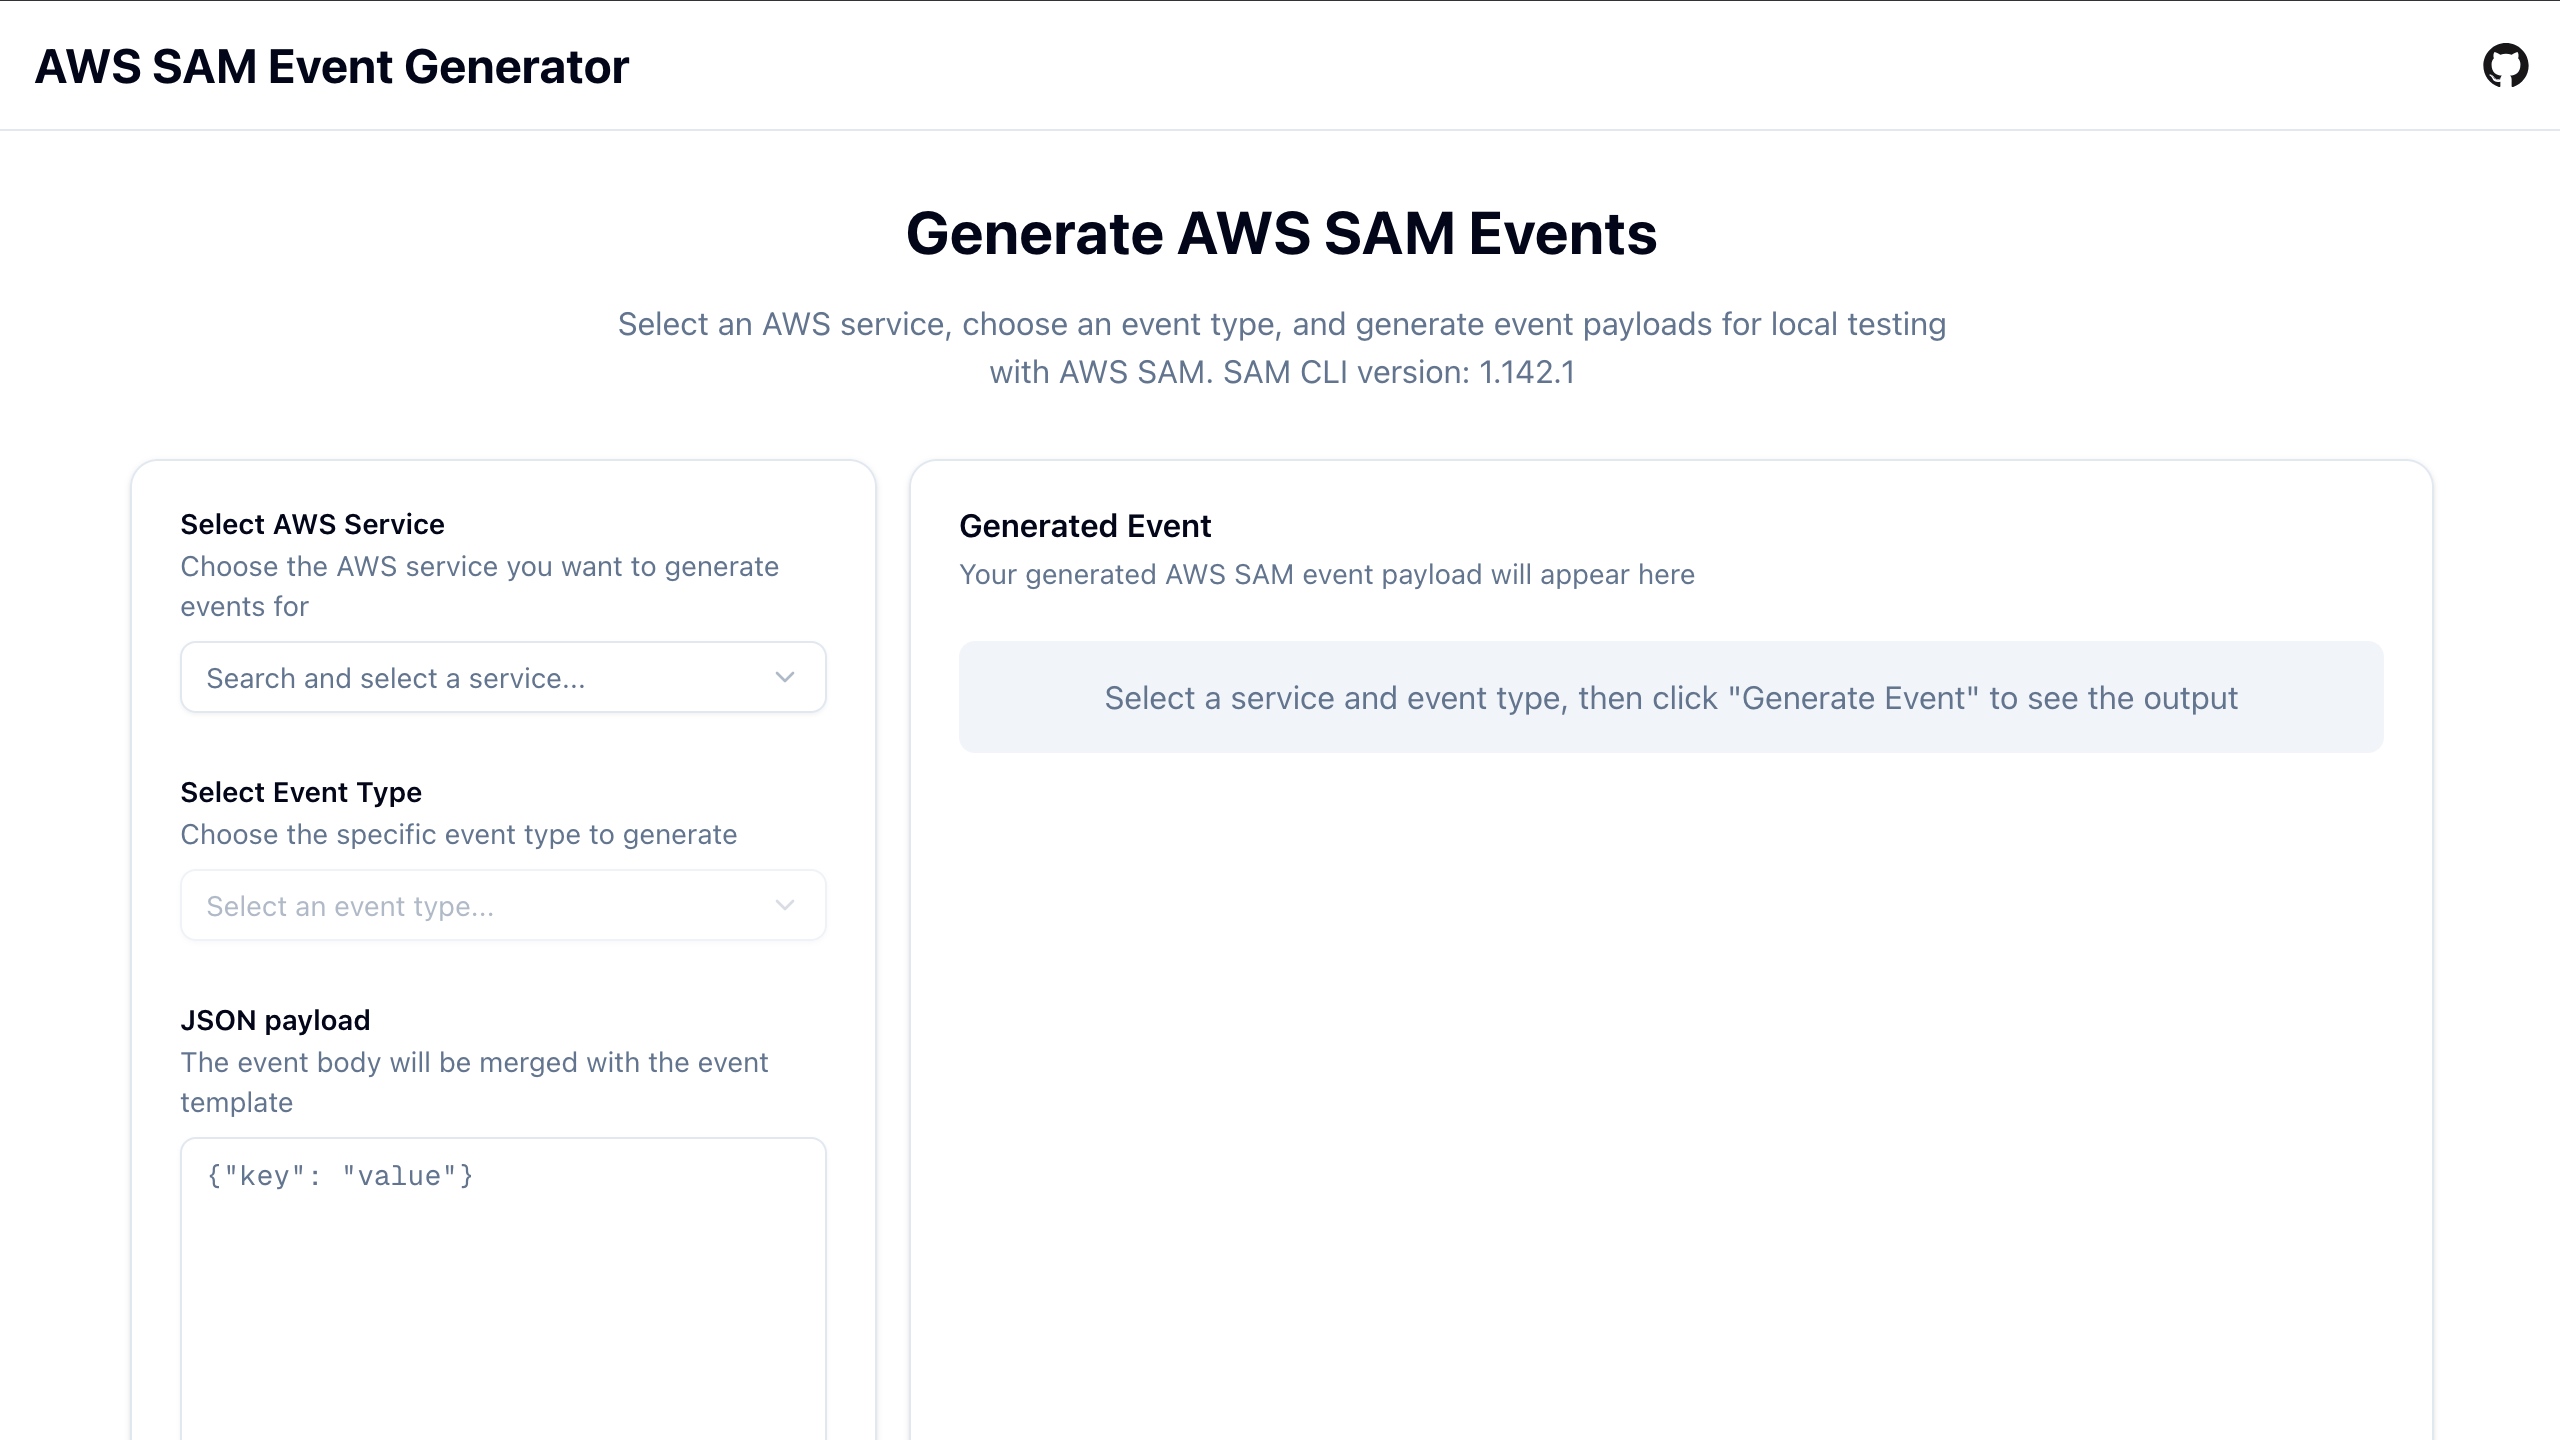 AWS SAM Event Generator
Generate AWS SAM Events
Select an AWS service, choose an event type, and generate event payloads for local testing
with AWS SAM. SAM CLI version: 1.142.1
Select AWS Service
Choose the AWS service you want to generate
events for
Search and select a service...
Select Event Type
Choose the specific event type to generate
Select an event type...
JSON payload
The event body will be merged with the event
template
{"key": "value"}
Generated Event
Your generated AWS SAM event payload will appear here
Select a service and event type, then click "Generate Event" to see the output